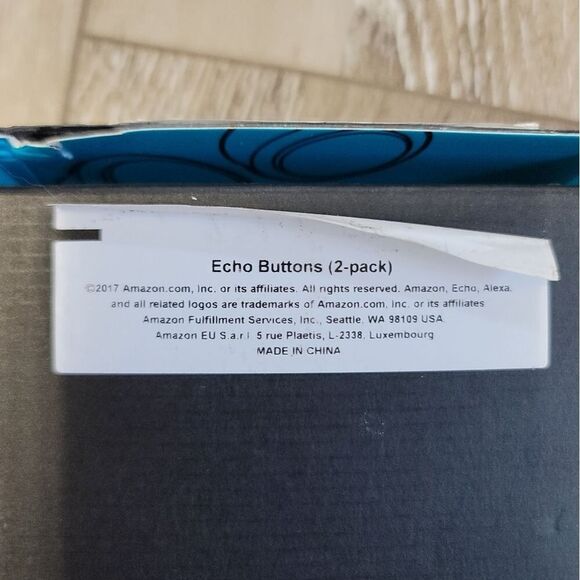 Echo Buttons (2-pack)
©2017 Amazon.com, Inc. or its affiliates. All rights reserved. Amazon, Echo, Alexa,
and all related logos are trademarks of Amazon.com, Inc. or its affiliates
Amazon Fulfillment Services, Inc., Seattle, WA 98109 USA
Amazon EU S.a.r.l. 5 rue Plaetis, L-2338, Luxembourg
MADE IN CHINA